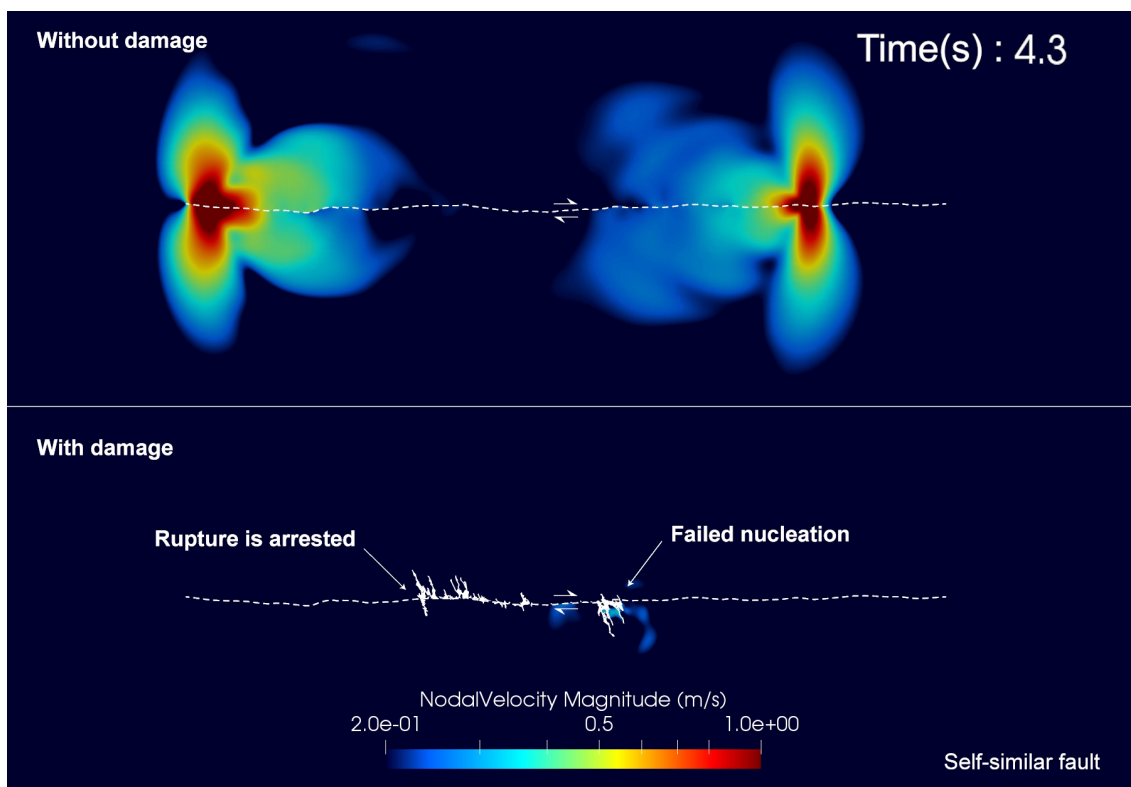 Without damage
Time(s) : 4.3
With damage
Rupture is arrested
Failed nucleation
NodalVelocity Magnitude (m/s)
2.0e-01 0.5 1.0e+00
Self-similar fault